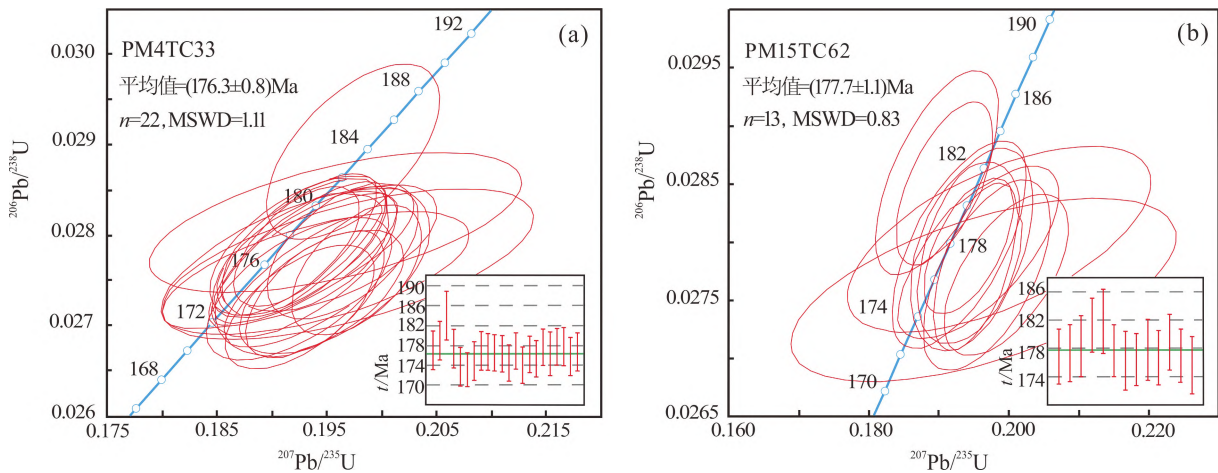 (a)
PM4TC33
平均值=(176.3±0.8)Ma
n=22, MSWD=1.11
192
188
184
180
176
172
168
0.030
0.029
0.028
0.027
0.026
²⁰⁶Pb/²³⁸U
0.175
0.185
0.195
0.205
0.215
²⁰⁷Pb/²³⁵U
190
186
182
178
174
170
t/Ma
(b)
PM15TC62
平均值=(177.7±1.1)Ma
n=13, MSWD=0.83
190
186
182
178
174
170
0.0295
0.0285
0.0275
0.0265
²⁰⁶Pb/²³⁸U
0.160
0.180
0.200
0.220
²⁰⁷Pb/²³⁵U
186
182
178
174
t/Ma